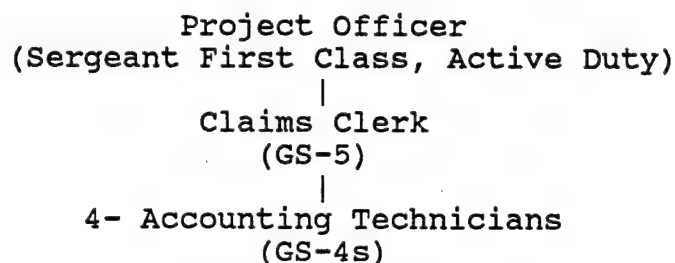 Project Officer
(Sergeant First Class, Active Duty)
|
Claims Clerk
(GS-5)
|
4- Accounting Technicians
(GS-4s)